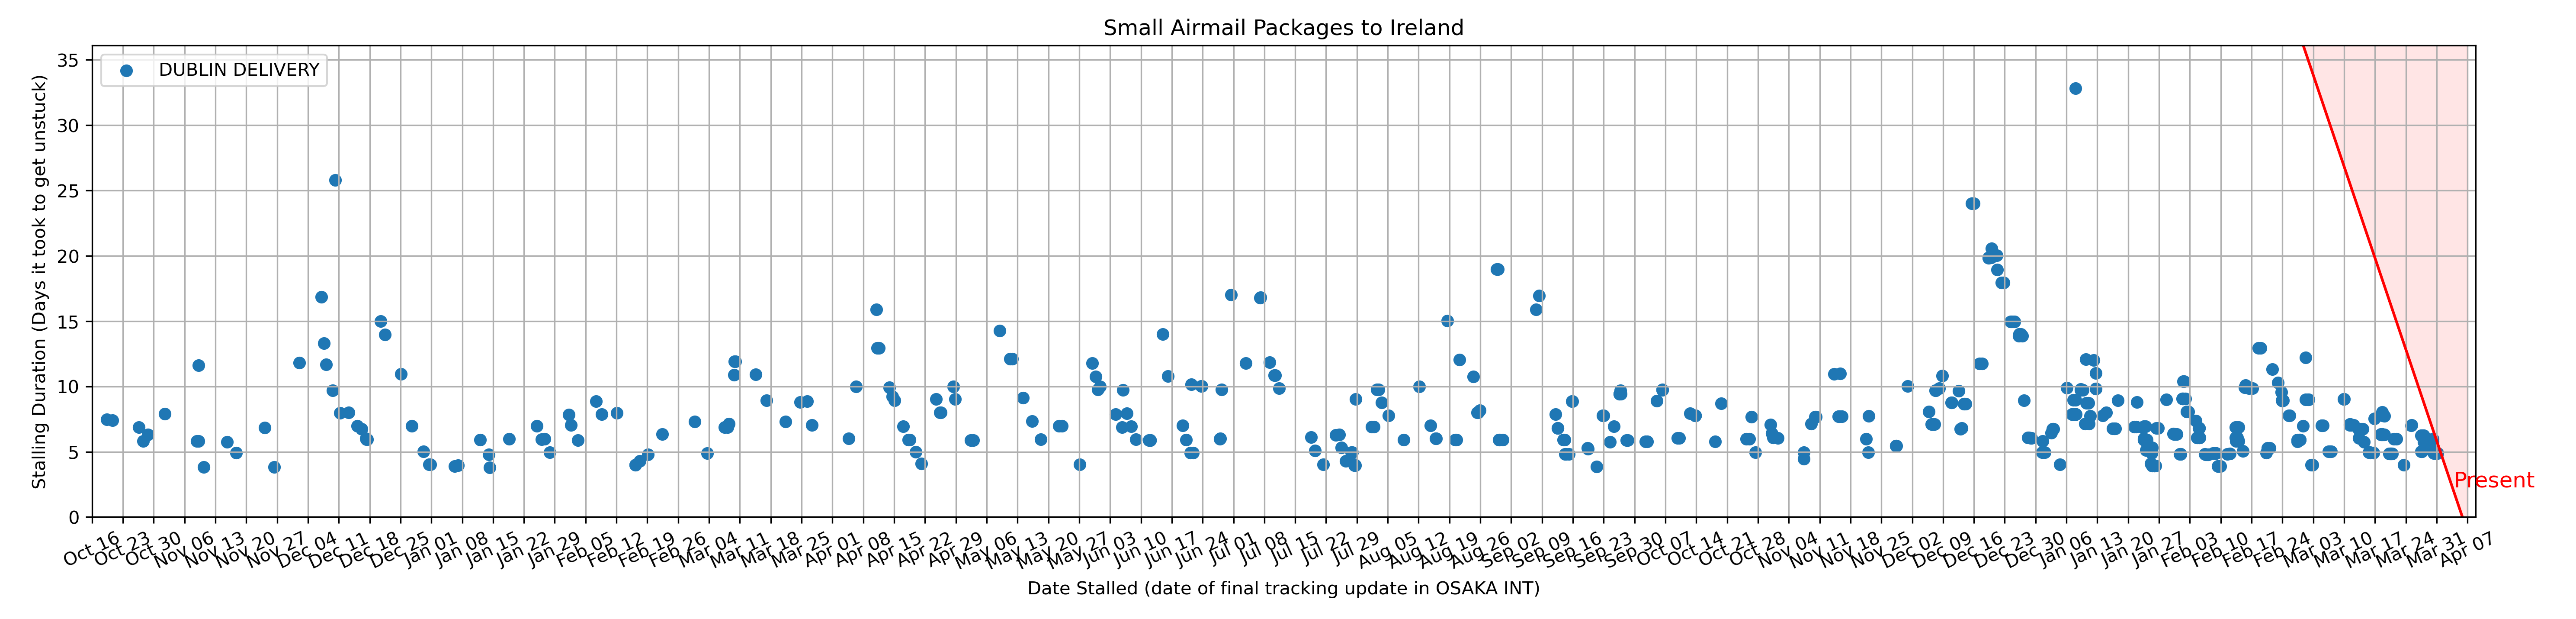 Small Airmail Packages to Ireland
DUBLIN DELIVERY
Stalling Duration (Days it took to get unstuck)
35
30
25
20
15
10
5
0
Present
Oct 16
Oct 23
Oct 30
Nov 06
Nov 13
Nov 20
Nov 27
Dec 04
Dec 11
Dec 18
Dec 25
Jan 01
Jan 08
Jan 15
Jan 22
Jan 29
Feb 05
Feb 12
Feb 19
Feb 26
Mar 04
Mar 11
Mar 18
Mar 25
Apr 01
Apr 08
Apr 15
Apr 22
Apr 29
May 06
May 13
May 20
May 27
Jun 03
Jun 10
Jun 17
Jun 24
Jul 01
Jul 08
Jul 15
Jul 22
Jul 29
Aug 05
Aug 12
Aug 19
Aug 26
Sep 02
Sep 09
Sep 16
Sep 23
Sep 30
Oct 07
Oct 14
Oct 21
Oct 28
Nov 04
Nov 11
Nov 18
Nov 25
Dec 02
Dec 09
Dec 16
Dec 23
Dec 30
Jan 06
Jan 13
Jan 20
Jan 27
Feb 03
Feb 10
Feb 17
Feb 24
Mar 03
Mar 10
Mar 17
Mar 24
Mar 31
Apr 07
Date Stalled (date of final tracking update in OSAKA INT)